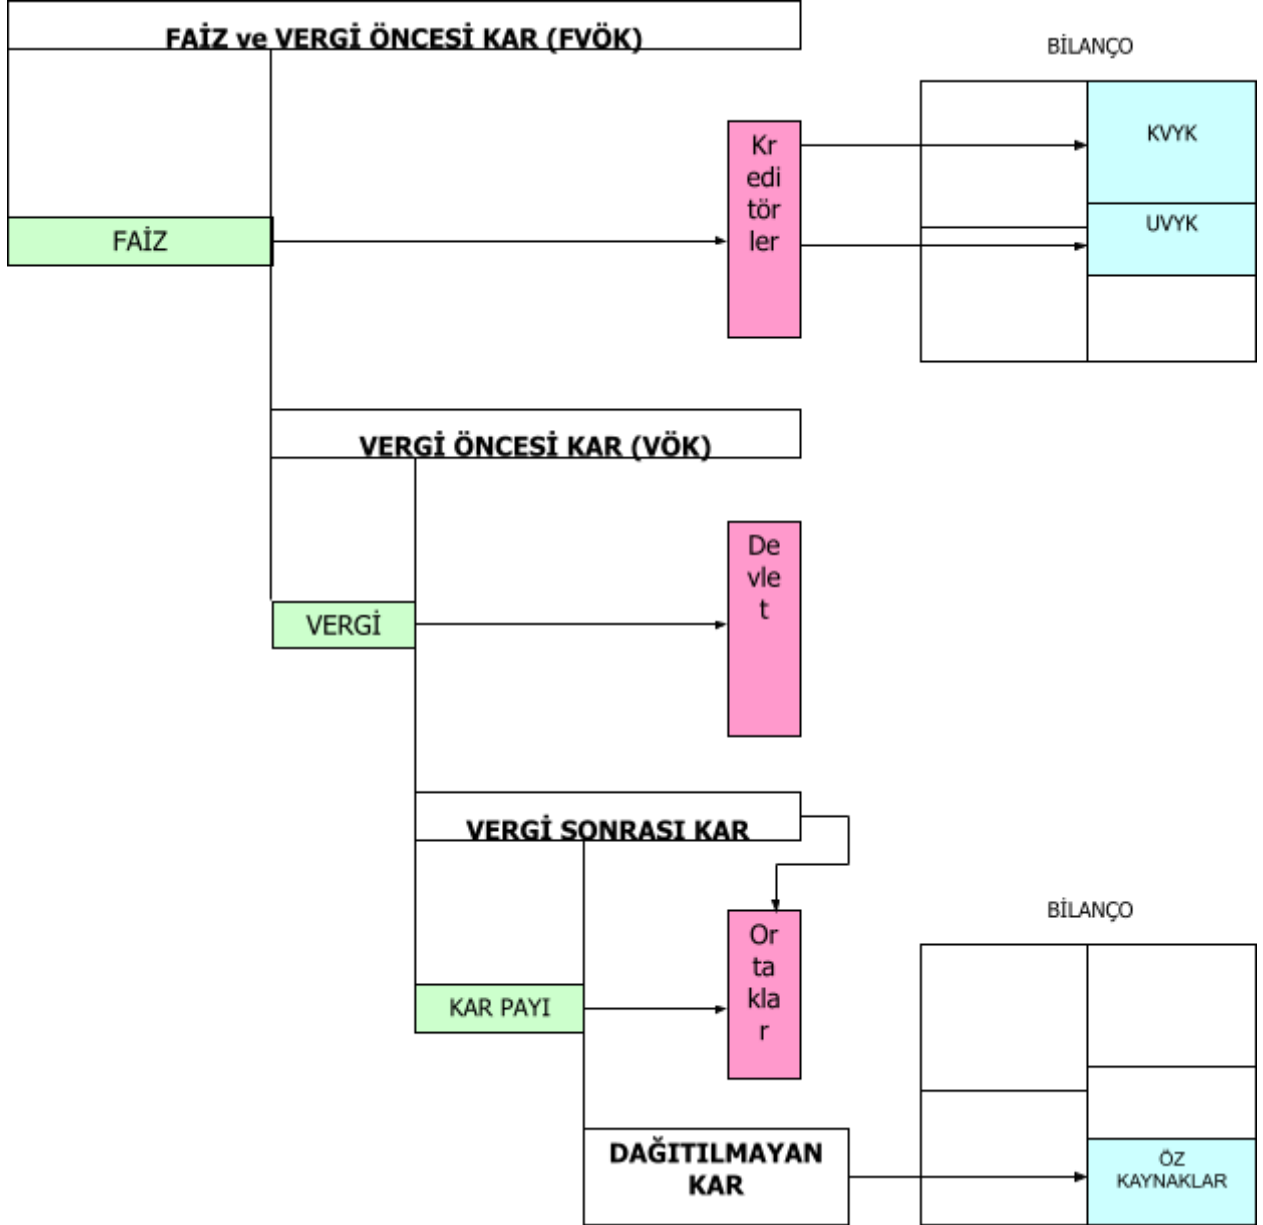 FAİZ ve VERGİ ÖNCESİ KAR (FVÖK)
BİLANÇO
KVYK
Kr
edi
tör
ler
UVYK
FAİZ
VERGİ ÖNCESİ KAR (VÖK)
De
vle
t
VERGİ
VERGİ SONRASI KAR
BİLANÇO
Or
ta
kla
r
KAR PAYI
DAĞITILMAYAN
KAR
ÖZ
KAYNAKLAR